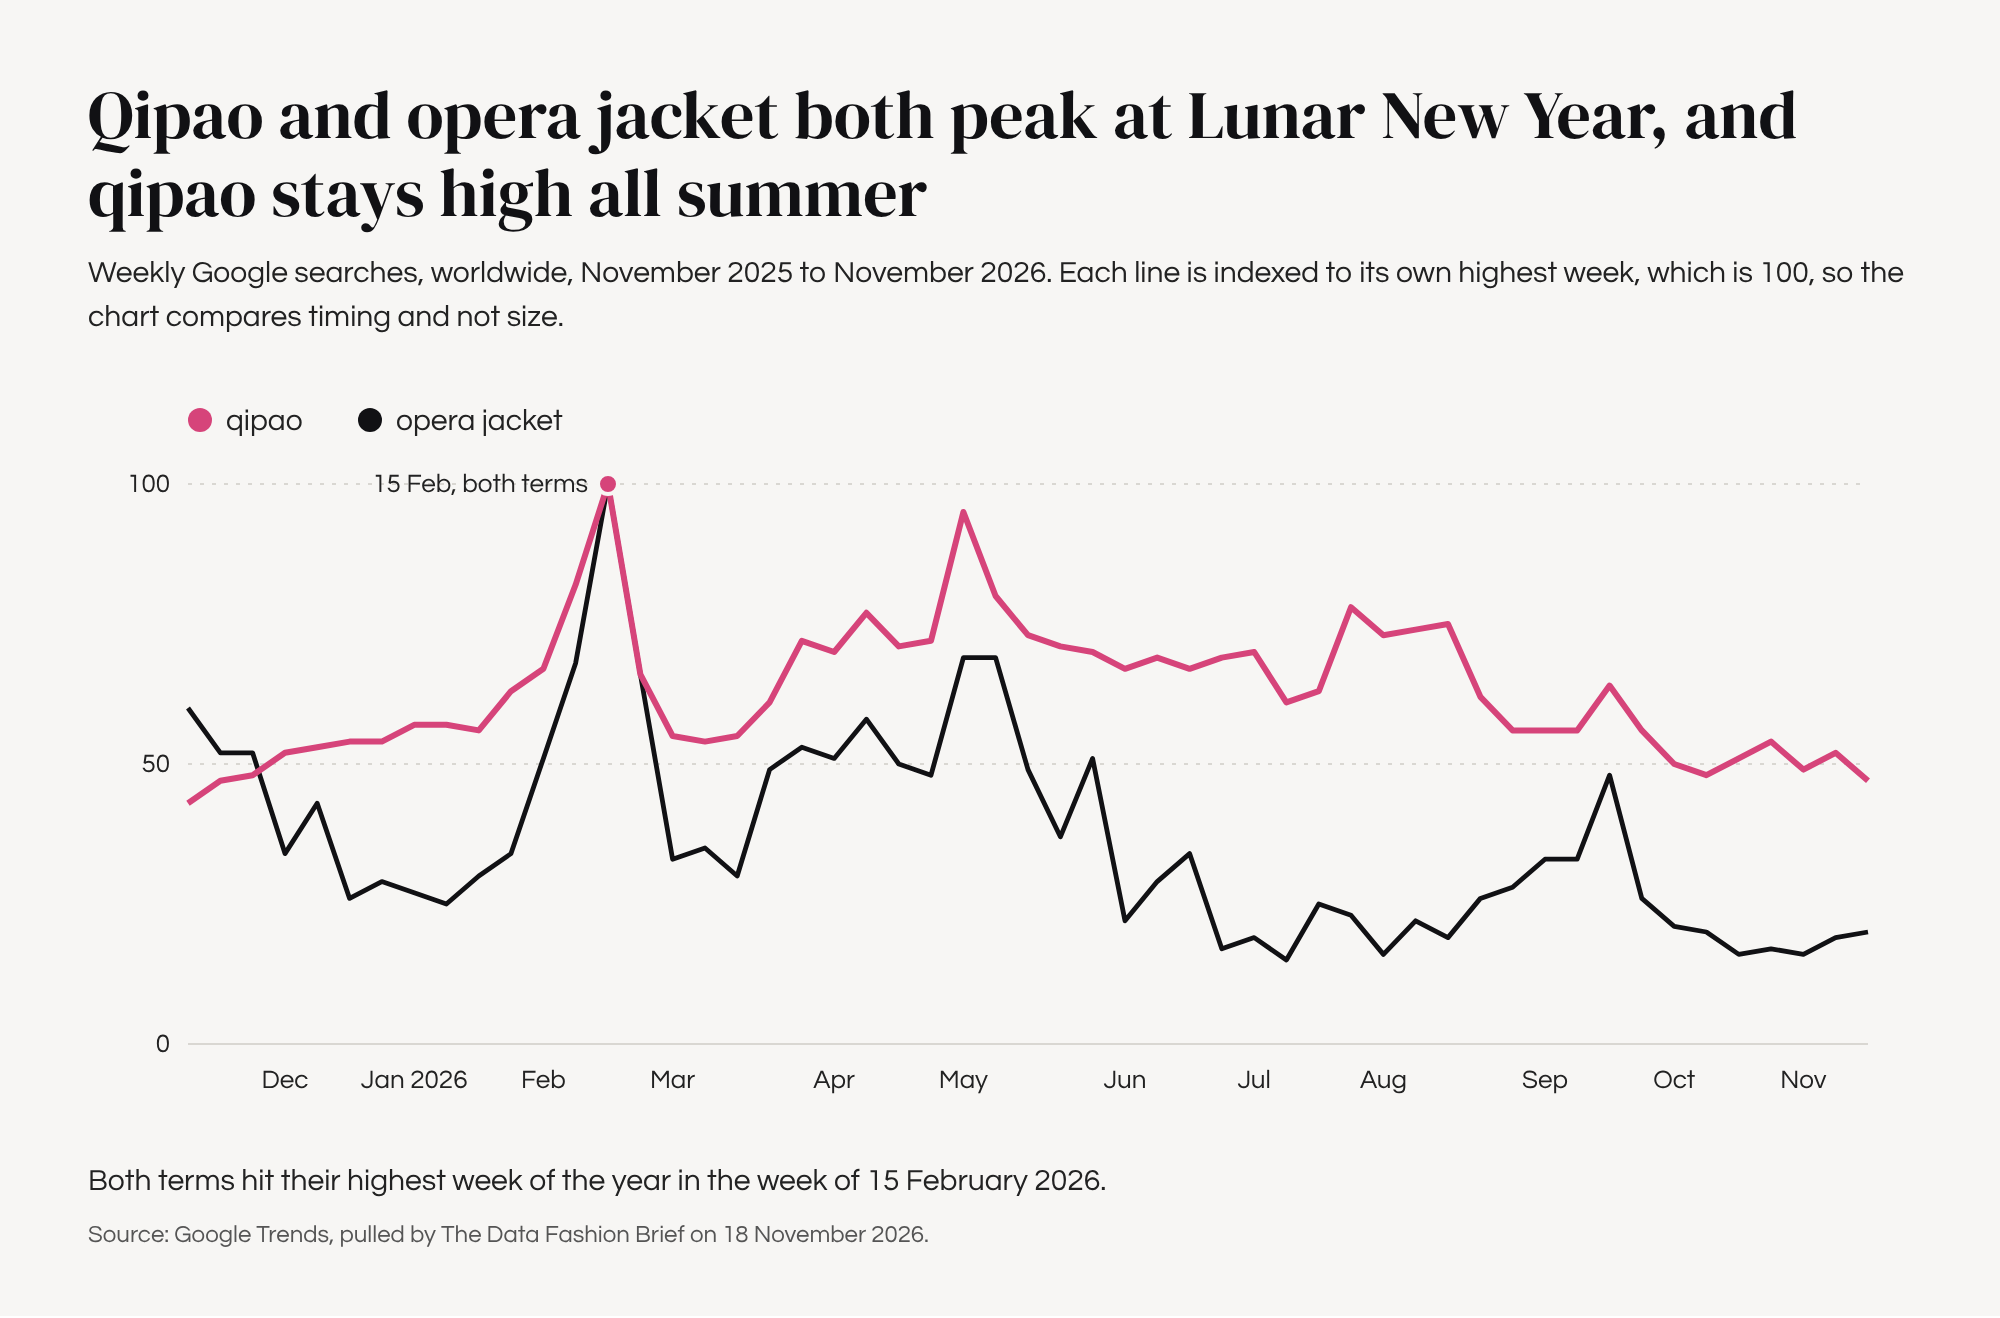 Qipao and opera jacket both peak at Lunar New Year, and
qipao stays high all summer
Weekly Google searches, worldwide, November 2025 to November 2026. Each line is indexed to its own highest week, which is 100, so the
chart compares timing and not size.
qipao opera jacket
100
15 Feb, both terms
50
0
Dec Jan 2026 Feb Mar Apr May Jun Jul Aug Sep Oct Nov
Both terms hit their highest week of the year in the week of 15 February 2026.
Source: Google Trends, pulled by The Data Fashion Brief on 18 November 2026.